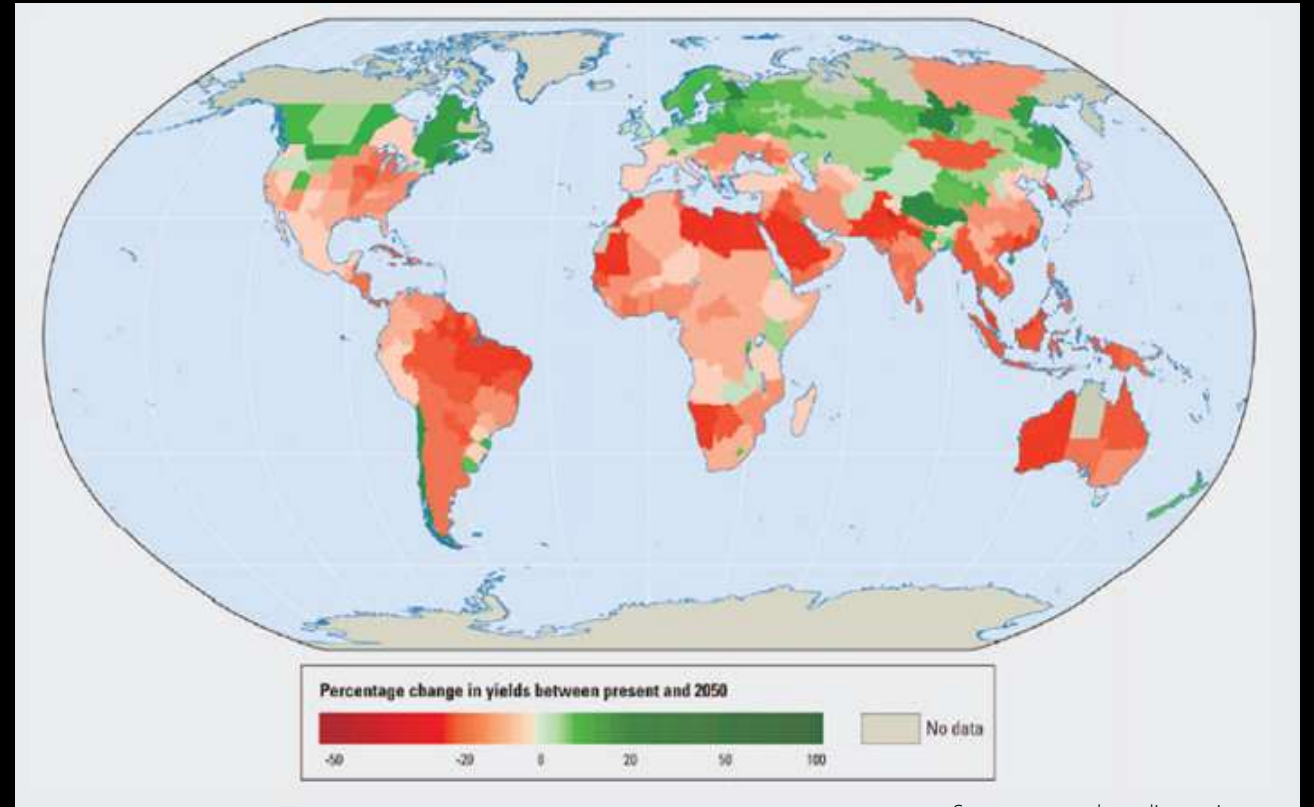 Percentage change in yields between present and 2050
No data
-50 -20 0 20 50 100